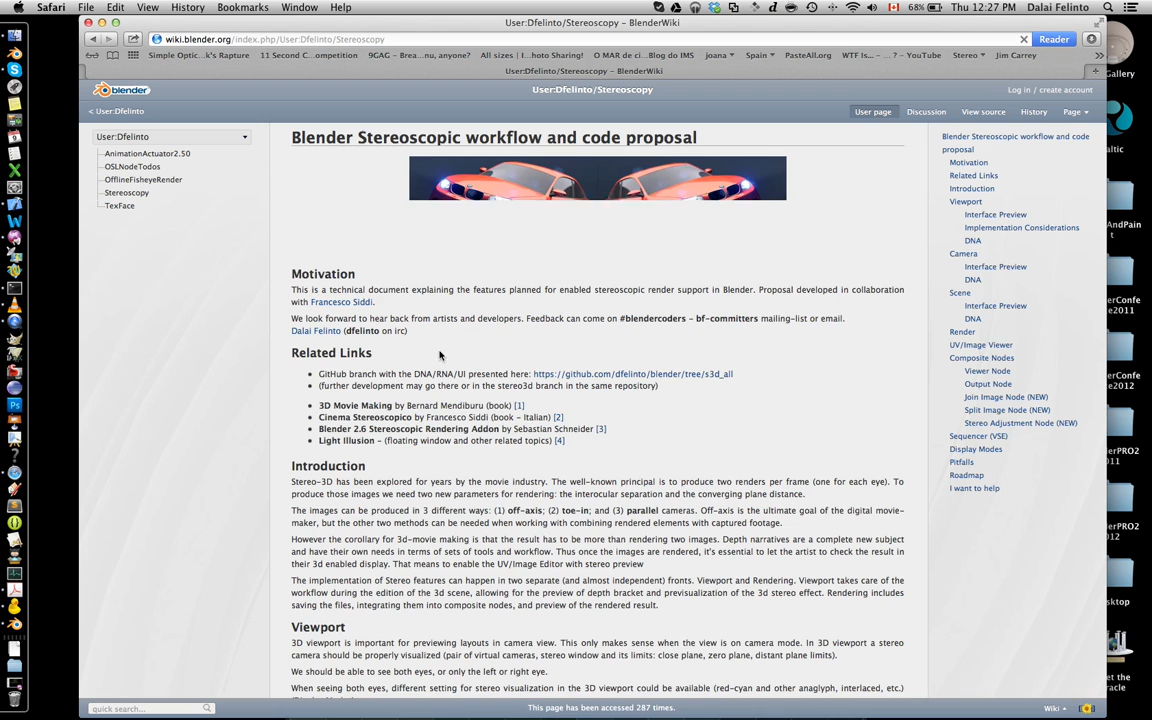 Safari File Edit View History Bookmarks Window Help 68% Thu 12:27 PM Dalai Felinto
User:Dfelinto/Stereoscopy – BlenderWiki
wiki.blender.org/index.php/User:Dfelinto/Stereoscopy Reader
Simple Optic...k's Rapture 11 Second C...ompetition 9GAG – Brea...nu, anyone? All sizes | I...hoto Sharing! O MAR de ci...Blog do IMS Joana Spain PasteAll.org WTF Is... – ...? – YouTube Stereo Jim Carrey
User:Dfelinto/Stereoscopy – BlenderWiki
blender User:Dfelinto/Stereoscopy Log in / create account
< User:Dfelinto User page Discussion View source History Page
User:Dfelinto
AnimationActuator2.50
OSLNodeTodos
OfflineFisheyeRender
Stereoscopy
TexFace
Blender Stereoscopic workflow and code proposal
Motivation
This is a technical document explaining the features planned for enabled stereoscopic render support in Blender. Proposal developed in collaboration
with Francesco Siddi.
We look forward to hear back from artists and developers. Feedback can come on #blendercoders – bf-committers mailing-list or email.
Dalai Felinto (dfelinto on irc)
Related Links
• GitHub branch with the DNA/RNA/UI presented here: https://github.com/dfelinto/blender/tree/s3d_all
• (further development may go there or in the stereo3d branch in the same repository)
• 3D Movie Making by Bernard Mendiburu (book) [1]
• Cinema Stereoscopico by Francesco Siddi (book – Italian) [2]
• Blender 2.6 Stereoscopic Rendering Addon by Sebastian Schneider [3]
• Light Illusion – (floating window and other related topics) [4]
Introduction
Stereo-3D has been explored for years by the movie industry. The well-known principal is to produce two renders per frame (one for each eye). To
produce those images we need two new parameters for rendering: the interocular separation and the converging plane distance.
The images can be produced in 3 different ways: (1) off-axis; (2) toe-in; and (3) parallel cameras. Off-axis is the ultimate goal of the digital movie-
maker, but the other two methods can be needed when working with combining rendered elements with captured footage.
However the corollary for 3d-movie making is that the result has to be more than rendering two images. Depth narratives are a complete new subject
and have their own needs in terms of sets of tools and workflow. Thus once the images are rendered, it's essential to let the artist to check the result in
their 3d enabled display. That means to enable the UV/Image Editor with stereo preview
The implementation of Stereo features can happen in two separate (and almost independent) fronts. Viewport and Rendering. Viewport takes care of the
workflow during the edition of the 3d scene, allowing for the preview of depth bracket and previsualization of the 3d stereo effect. Rendering includes
saving the files, integrating them into composite nodes, and preview of the rendered result.
Viewport
3D viewport is important for previewing layouts in camera view. This only makes sense when the view is on camera mode. In 3D viewport a stereo
camera should be properly visualized (pair of virtual cameras, stereo window and its limits: close plane, zero plane, distant plane limits).
We should be able to see both eyes, or only the left or right eye.
When seeing both eyes, different setting for stereo visualization in the 3D viewport could be available (red-cyan and other anaglyph, interlaced, etc.)
Blender Stereoscopic workflow and code
proposal
Motivation
Related Links
Introduction
Viewport
Interface Preview
Implementation Considerations
DNA
Camera
Interface Preview
DNA
Scene
Interface Preview
DNA
Render
UV/Image Viewer
Composite Nodes
Viewer Node
Output Node
Join Image Node (NEW)
Split Image Node (NEW)
Stereo Adjustment Node (NEW)
Sequencer (VSE)
Display Modes
Pitfalls
Roadmap
I want to help
quick search... This page has been accessed 287 times. Wiki
Gallery
altic
AndPain
t
erConfe
2011
erConfe
2012
erPRO2
011
erPRO2
2011
sktop
et the
racle